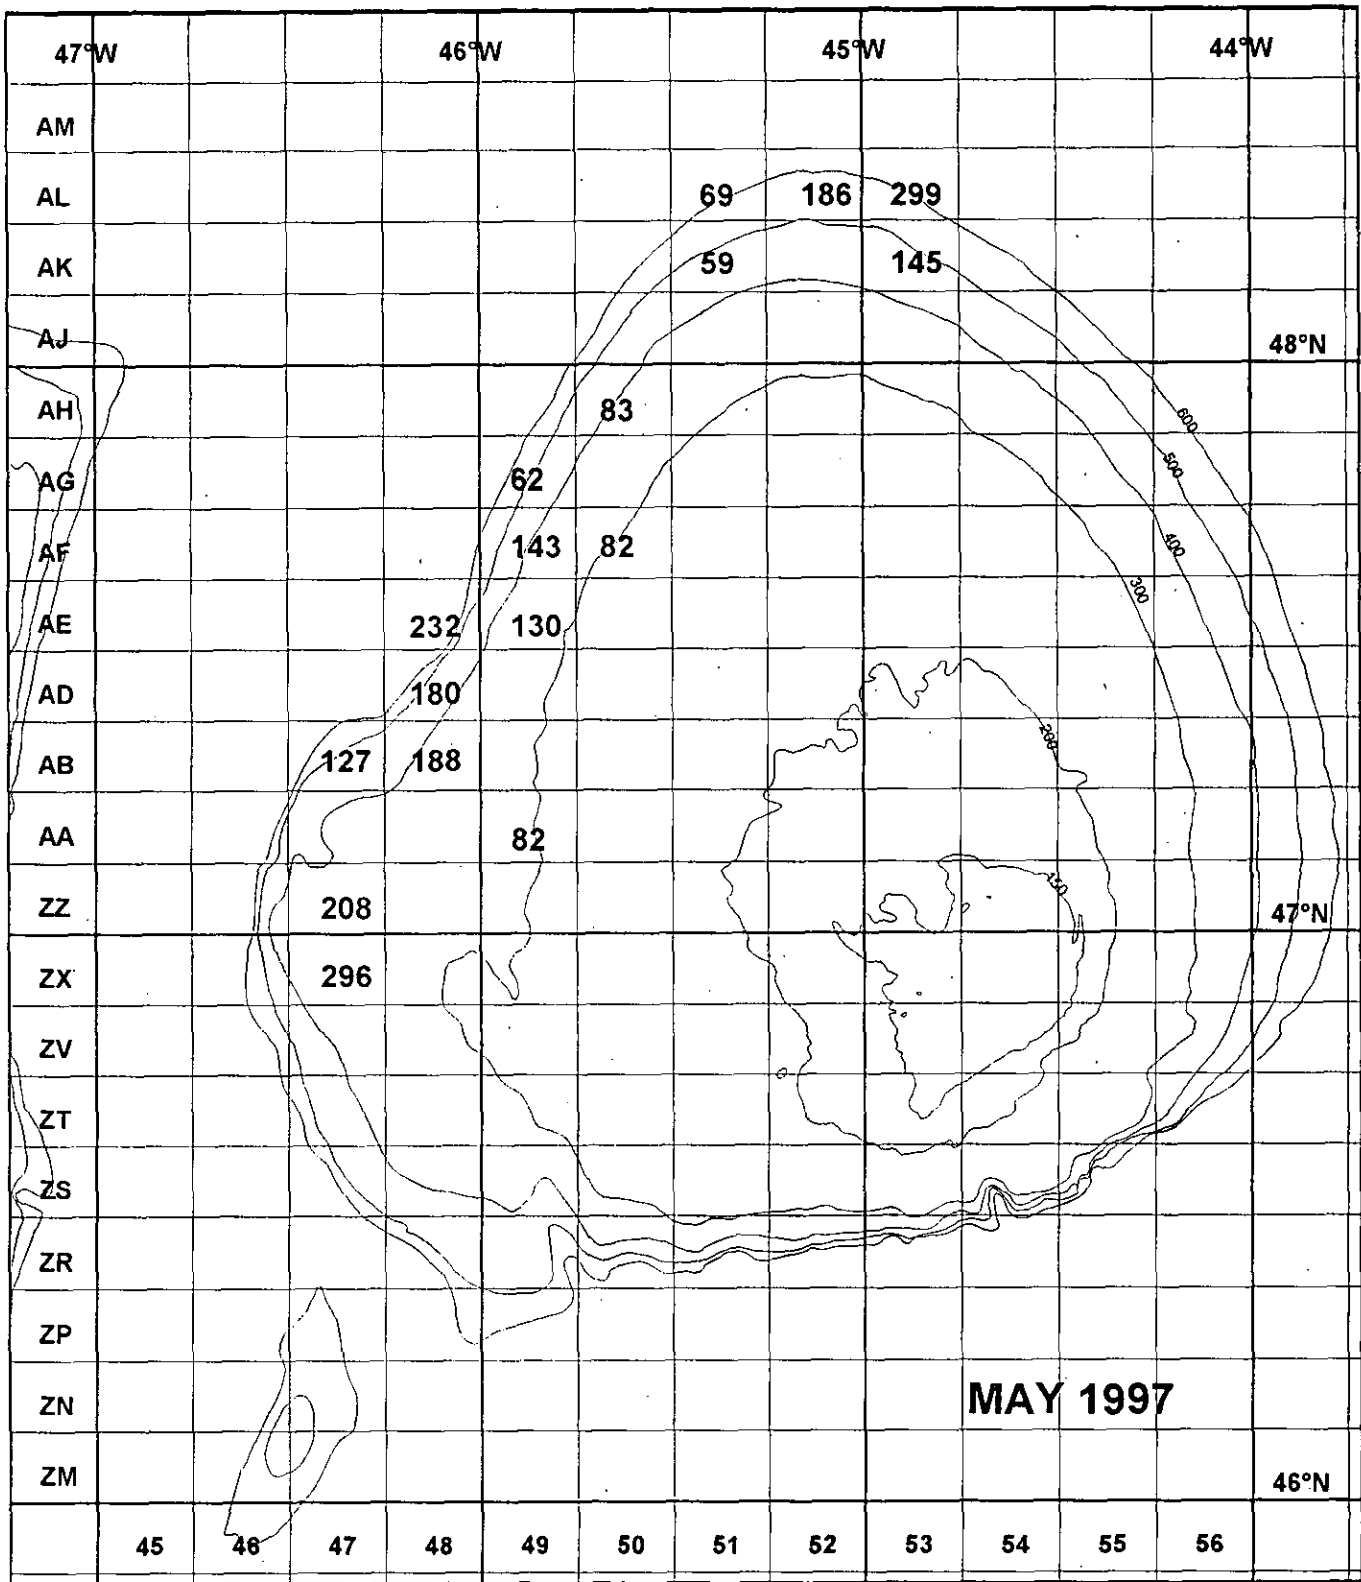 47°W 46°W 45°W 44°W
AM
AL 69 186 299
AK 59 145
AJ 48°N
AH 83
600
AG 62 500
AF 143 82 400
300
AE 232 130
AD 180
200
AB 127 188
AA 82
150
ZZ 208 47°N
ZX 296
ZV
ZT
ZS
ZR
ZP
ZN MAY 1997
ZM 46°N
45 46 47 48 49 50 51 52 53 54 55 56